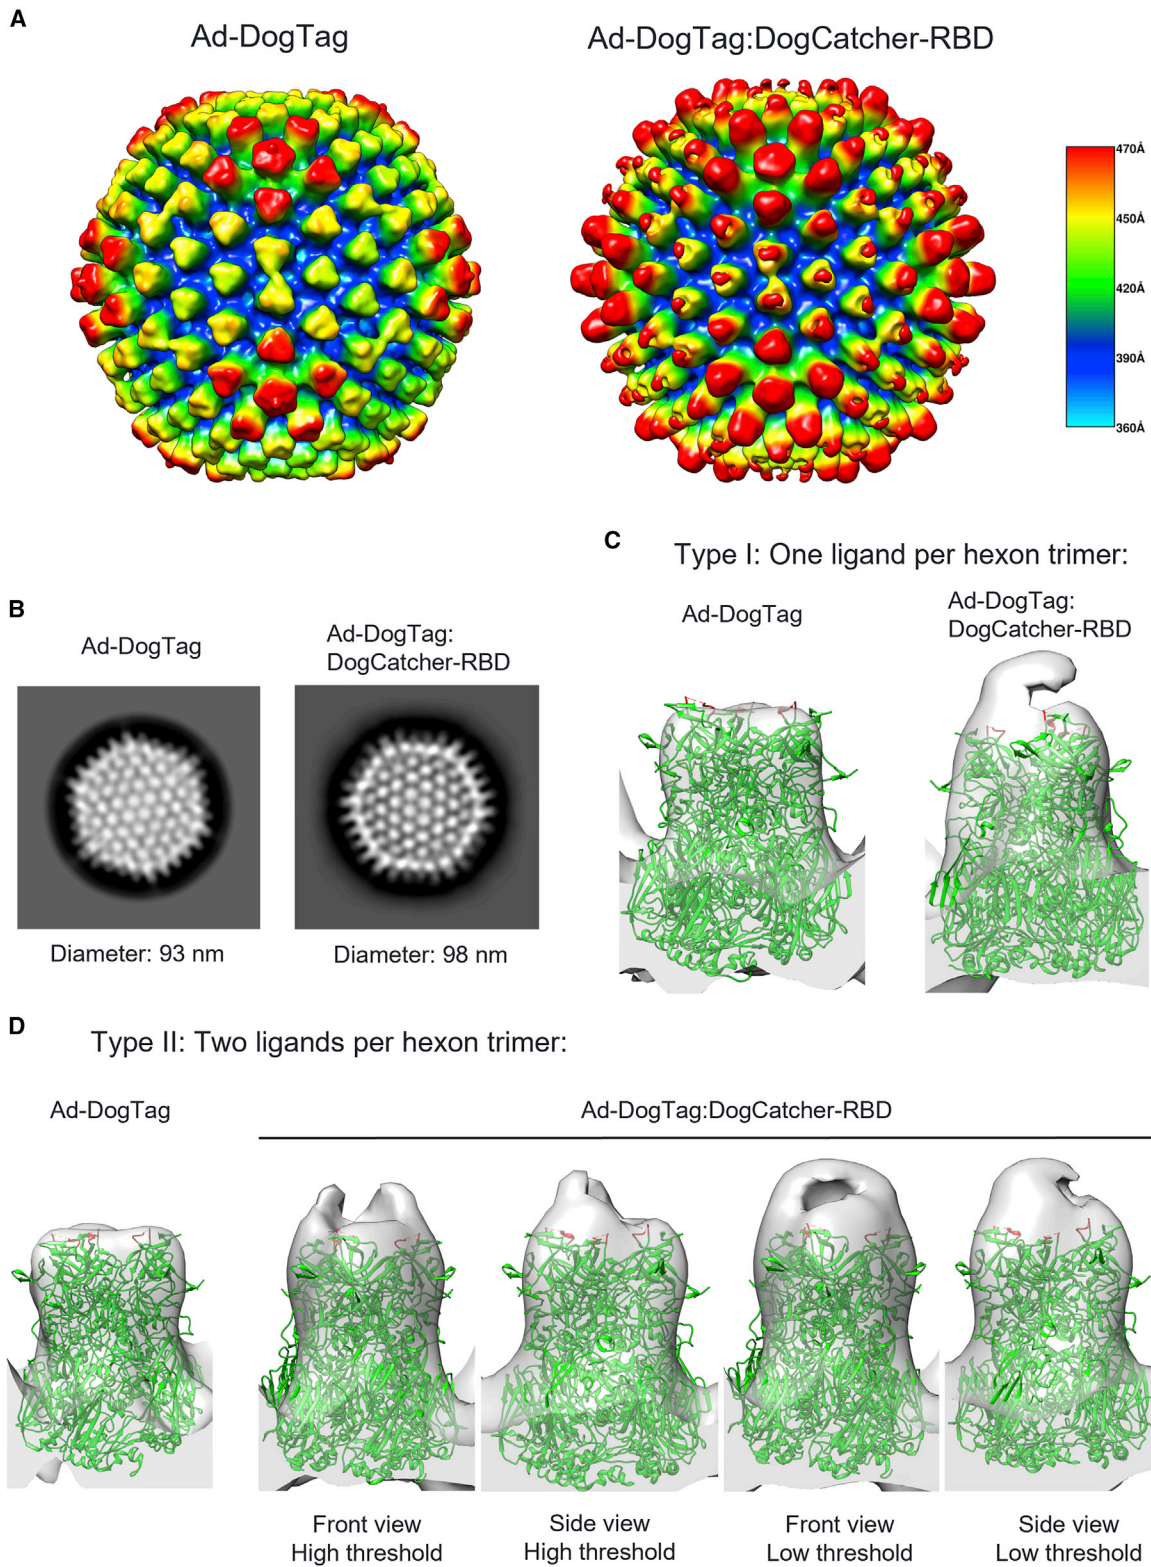 A
Ad-DogTag
Ad-DogTag:DogCatcher-RBD
470Å
450Å
420Å
390Å
360Å
B
Ad-DogTag
Ad-DogTag:
DogCatcher-RBD
Diameter: 93 nm
Diameter: 98 nm
C
Type I: One ligand per hexon trimer:
Ad-DogTag
Ad-DogTag:
DogCatcher-RBD
D
Type II: Two ligands per hexon trimer:
Ad-DogTag
Ad-DogTag:DogCatcher-RBD
Front view
High threshold
Side view
High threshold
Front view
Low threshold
Side view
Low threshold